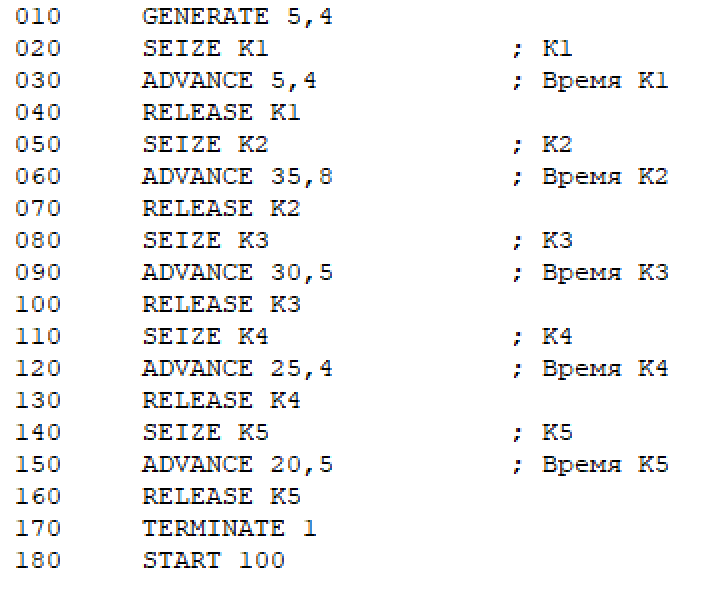 010 GENERATE 5,4
020 SEIZE K1 ; K1
030 ADVANCE 5,4 ; Время K1
040 RELEASE K1
050 SEIZE K2 ; K2
060 ADVANCE 35,8 ; Время K2
070 RELEASE K2
080 SEIZE K3 ; K3
090 ADVANCE 30,5 ; Время K3
100 RELEASE K3
110 SEIZE K4 ; K4
120 ADVANCE 25,4 ; Время K4
130 RELEASE K4
140 SEIZE K5 ; K5
150 ADVANCE 20,5 ; Время K5
160 RELEASE K5
170 TERMINATE 1
180 START 100